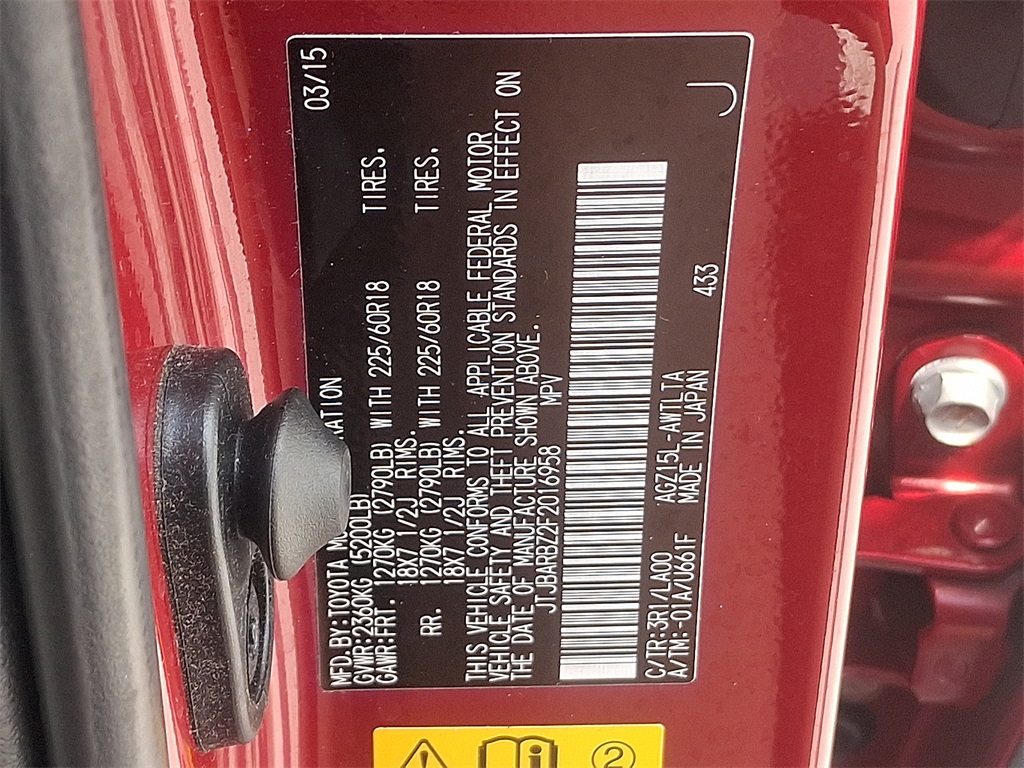 03/15
MFD.BY:TOYOTA MO RATION
GVWR:2360KG (5200LB)
GAWR:FRT. 1270KG (2790LB) WITH 225/60R18 TIRES.
18X7 1/2J RIMS.
RR. 1270KG (2790LB) WITH 225/60R18 TIRES.
18X7 1/2J RIMS.
THIS VEHICLE CONFORMS TO ALL APPLICABLE FEDERAL MOTOR
VEHICLE SAFETY AND THEFT PREVENTION STANDARDS IN EFFECT ON
THE DATE OF MANUFACTURE SHOWN ABOVE.
JTJBARBZ2F2016958 MPV
C/TR:3R1/LA00 AGZ15L-AWTLTA
A/TM:-01A/U661F MADE IN JAPAN 433
J
i 2